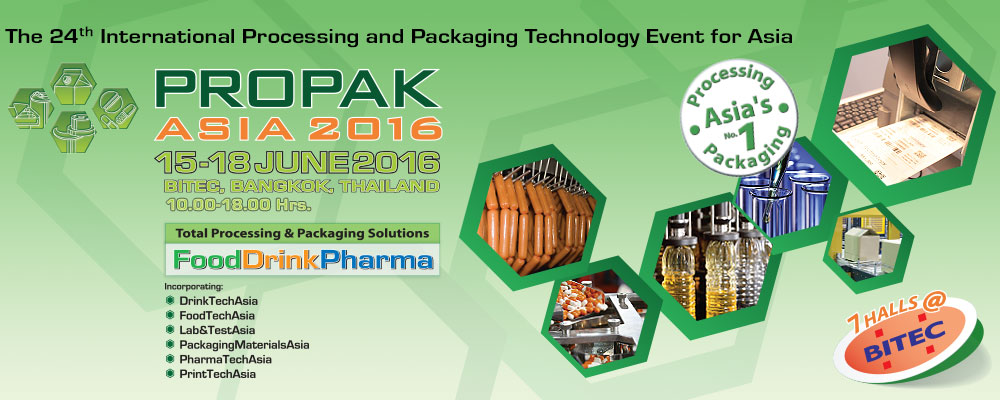 The 24th International Processing and Packaging Technology Event for Asia
PROPAK
ASIA 2016
15-18 JUNE 2016
BITEC, BANGKOK, THAILAND
10.00-18.00 Hrs.
Total Processing & Packaging Solutions
FoodDrinkPharma
Incorporating:
DrinkTechAsia
FoodTechAsia
Lab&TestAsia
PackagingMaterialsAsia
PharmaTechAsia
PrintTechAsia
Processing
Asia's
No. 1
Packaging
7 HALLS @
BITEC